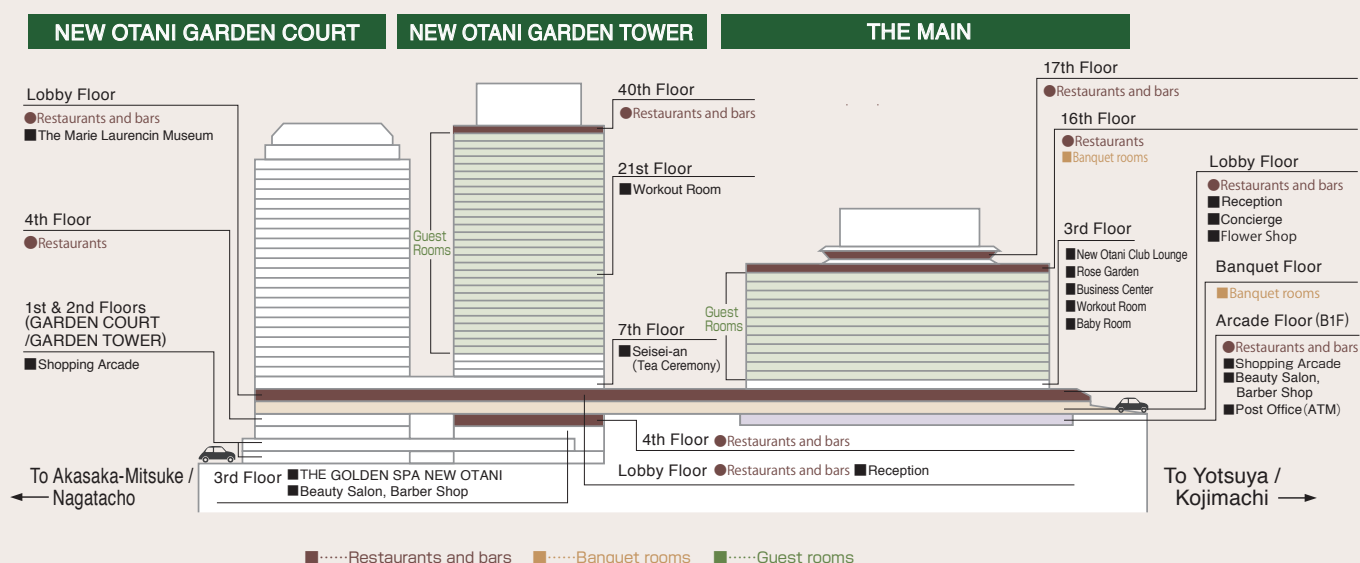 NEW OTANI GARDEN COURT
NEW OTANI GARDEN TOWER
THE MAIN
Lobby Floor
Restaurants and bars
The Marie Laurencin Museum
4th Floor
Restaurants
1st & 2nd Floors
(GARDEN COURT
/GARDEN TOWER)
Shopping Arcade
To Akasaka-Mitsuke /
Nagatacho
3rd Floor
THE GOLDEN SPA NEW OTANI
Beauty Salon, Barber Shop
Guest
Rooms
40th Floor
Restaurants and bars
21st Floor
Workout Room
7th Floor
Seisei-an
(Tea Ceremony)
4th Floor
Restaurants and bars
Lobby Floor
Restaurants and bars
Reception
Guest
Rooms
17th Floor
Restaurants and bars
16th Floor
Restaurants
Banquet rooms
3rd Floor
New Otani Club Lounge
Rose Garden
Business Center
Workout Room
Baby Room
Lobby Floor
Restaurants and bars
Reception
Concierge
Flower Shop
Banquet Floor
Banquet rooms
Arcade Floor (B1F)
Restaurants and bars
Shopping Arcade
Beauty Salon,
Barber Shop
Post Office (ATM)
To Yotsuya /
Kojimachi
······Restaurants and bars
······Banquet rooms
······Guest rooms